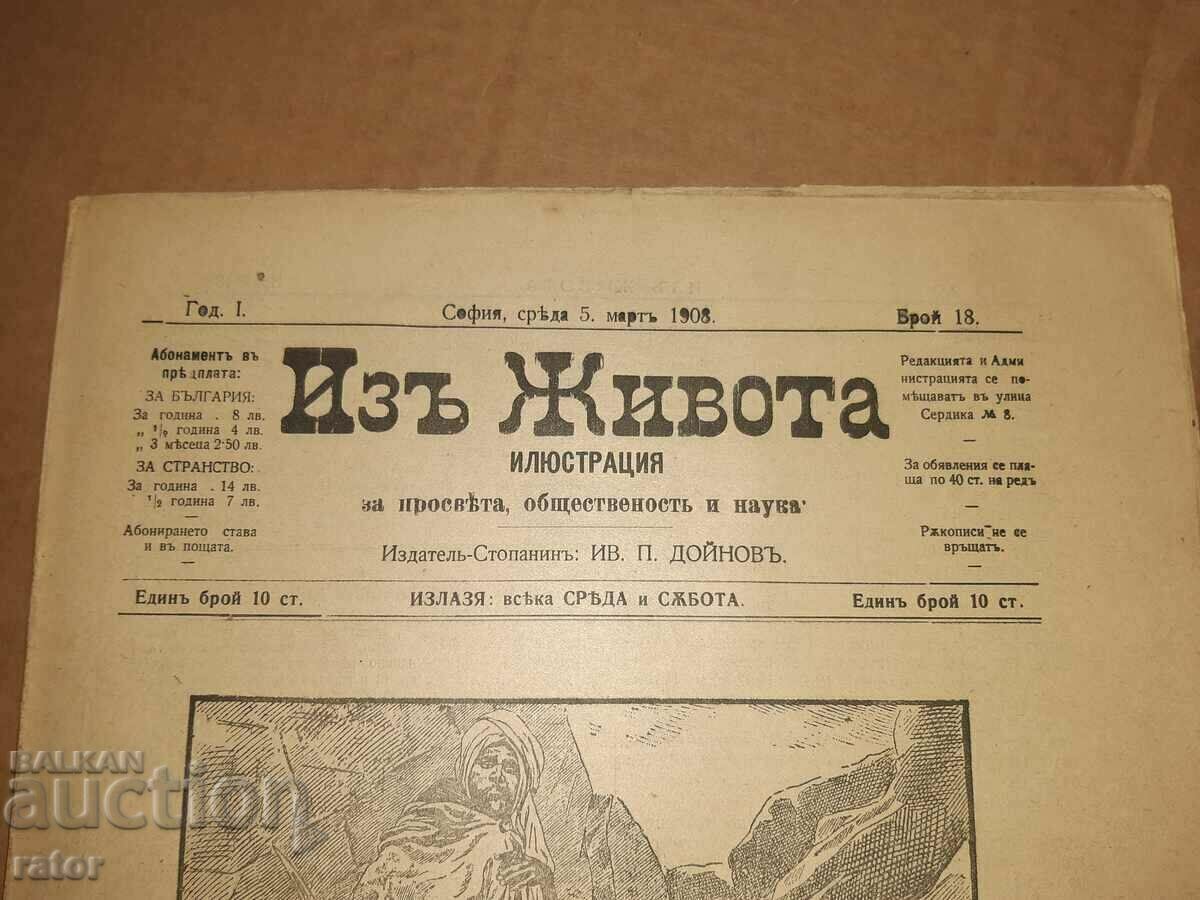 Год. I.
София, срѣда 5. мартъ 1908.
Брой 18.
Абонаментъ въ
прѣдплата:
ЗА БЪЛГАРИЯ:
За година . 8 лв.
„ 1/2 година 4 лв.
„ 3 мѣсеца 2·50 лв.
ЗА СТРАНСТВО:
За година . 14 лв.
1/2 година 7 лв.
Абонирането става
и въ пощата.
Изъ Живота
ИЛЮСТРАЦИЯ
за просвѣта, общественость и наука
Издатель-Стопанинъ: ИВ. П. ДОЙНОВЪ.
Редакцията и Адми
нистрацията се по-
мѣщаватъ въ улица
Сердика № 8.
За обявления се пла-
ща по 40 ст. на редъ
Рѫкописи не се
връщатъ.
Единъ брой 10 ст.
ИЗЛАЗЯ: всѣка СРѢДА и СѪБОТА.
Единъ брой 10 ст.
BALKAN
auction
rator